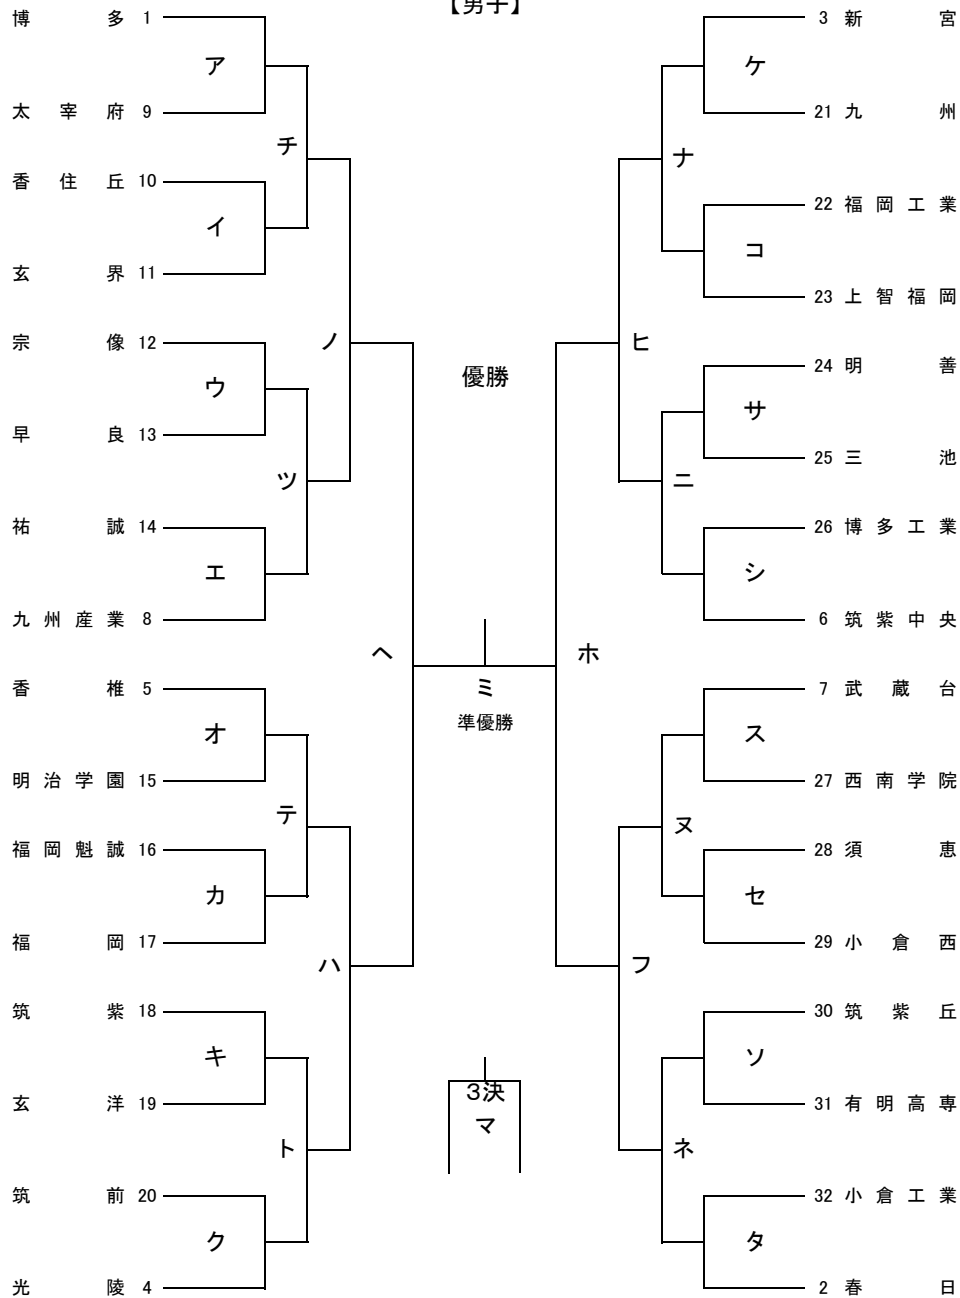 【男子】
博多 1
ア
太宰府 9
チ
香住丘 10
イ
玄界 11
ノ
宗像 12
ウ
早良 13
ツ
祐誠 14
エ
九州産業 8
ヘ
香椎 5
オ
明治学園 15
テ
福岡魁誠 16
カ
福岡 17
ハ
筑紫 18
キ
玄洋 19
ト
筑前 20
ク
光陵 4
優勝
ミ
準優勝
3決
マ
3 新宮
ケ
21 九州
ナ
22 福岡工業
コ
23 上智福岡
ヒ
24 明善
サ
25 三池
ニ
26 博多工業
シ
6 筑紫中央
ホ
7 武蔵台
ス
27 西南学院
ヌ
28 須恵
セ
29 小倉西
フ
30 筑紫丘
ソ
31 有明高専
ネ
32 小倉工業
タ
2 春日